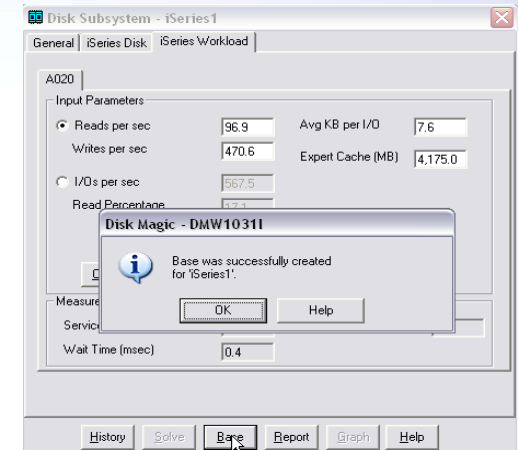 Disk Subsystem - iSeries1
General iSeries Disk iSeries Workload
A020
Input Parameters
Reads per sec 96.9 Avg KB per I/O 7.6
Writes per sec 470.6 Expert Cache (MB) 4,175.0
I/Os per sec 567.5
Read Percentage 17.1
Disk Magic - DMW1031I
Base was successfully created
for 'iSeries1'.
OK Help
Wait Time (msec) 0.4
History Solve Base Report Graph Help